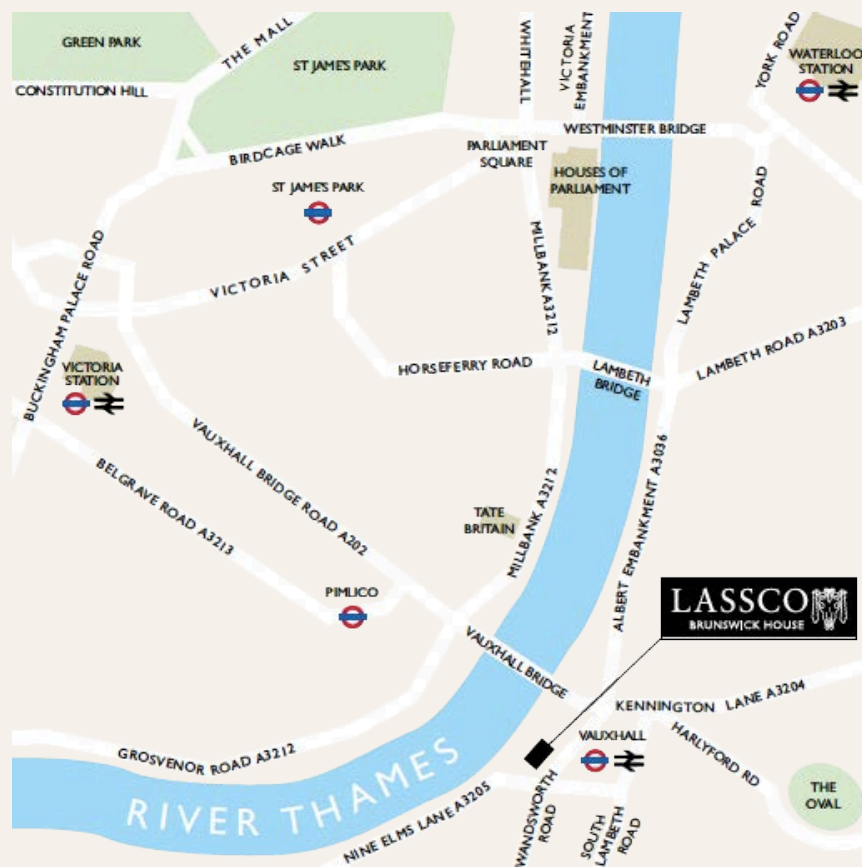 GREEN PARK
THE MALL
ST JAMES'S PARK
WHITEHALL
VICTORIA
EMBANKMENT
YORK ROAD
WATERLOO
STATION
CONSTITUTION HILL
BIRDCAGE WALK
PARLIAMENT
SQUARE
WESTMINSTER BRIDGE
HOUSES OF
PARLIAMENT
ST JAME'S PARK
LAMBETH PALACE ROAD
BUCKINGHAM PALACE ROAD
VICTORIA STREET
MILLBANK A3212
VICTORIA
STATION
HORSEFERRY ROAD
LAMBETH
BRIDGE
LAMBETH ROAD A3203
VAUXHALL BRIDGE ROAD A202
BELGRAVE ROAD A3213
TATE
BRITAIN
MILLBANK A3212
ALBERT EMBANKMENT A3036
PIMLICO
LASSCO
BRUNSWICK HOUSE
VAUXHALL BRIDGE
KENNINGTON LANE A3204
GROSVENOR ROAD A3212
VAUXHALL
HARLYFORD RD
RIVER THAMES
NINE ELMS LANE A3205
WANDSWORTH
ROAD
SOUTH
LAMBETH
ROAD
THE
OVAL